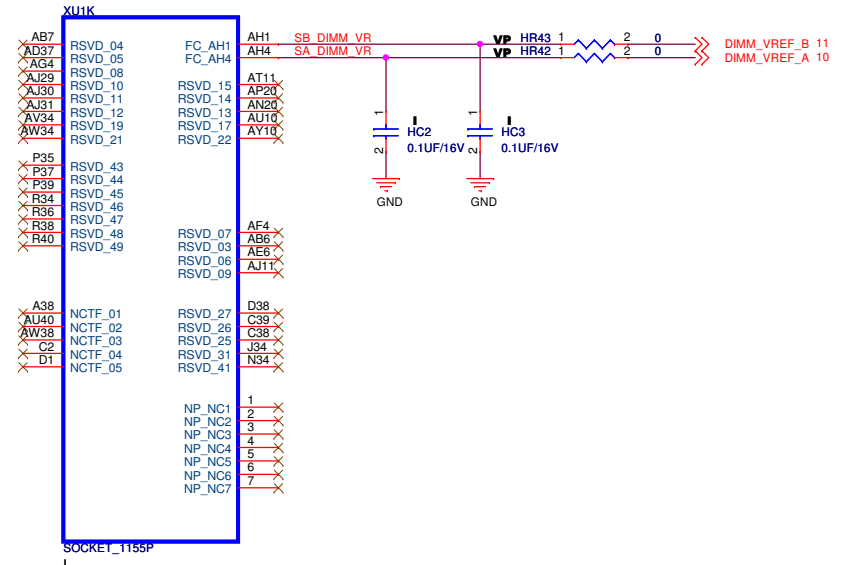 XU1K
AB7 RSVD_04 FC_AH1 AH1 SB_DIMM_VR VP HR43 1 2 0 DIMM_VREF_B 11
AD37 RSVD_05 FC_AH4 AH4 SA_DIMM_VR VP HR42 1 2 0 DIMM_VREF_A 10
AG4 RSVD_08
AJ29 RSVD_10 RSVD_15 AT11
AJ30 RSVD_11 RSVD_14 AP20
AJ31 RSVD_12 RSVD_13 AN20
AV34 RSVD_19 RSVD_17 AU10
AW34 RSVD_21 RSVD_22 AY10
1 I 1 I
HC2 HC3
2 0.1UF/16V 2 0.1UF/16V
P35 RSVD_43
P37 RSVD_44
P39 RSVD_45
R34 RSVD_46
R36 RSVD_47
R38 RSVD_48 RSVD_07 AF4
R40 RSVD_49 RSVD_03 AB6
GND GND
RSVD_06 AE6
RSVD_09 AJ11
A38 NCTF_01 RSVD_27 D38
AU40 NCTF_02 RSVD_26 C39
AW38 NCTF_03 RSVD_25 C38
C2 NCTF_04 RSVD_31 J34
D1 NCTF_05 RSVD_41 N34
NP_NC1 1
NP_NC2 2
NP_NC3 3
NP_NC4 4
NP_NC5 5
NP_NC6 6
NP_NC7 7
SOCKET_1155P